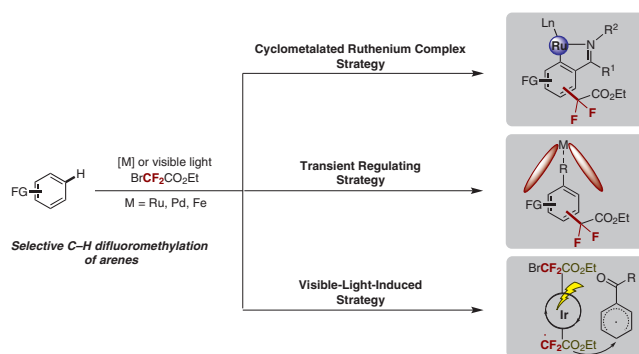 Cyclometalated Ruthenium Complex
Strategy
Ln
Ru
N
R2
R1
FG
CO2Et
F
F
H
FG
[M] or visible light
BrCF2CO2Et
M = Ru, Pd, Fe
Selective C–H difluoromethylation
of arenes
Transient Regulating
Strategy
M
R
FG
CO2Et
F
F
Visible-Light-Induced
Strategy
BrCF2CO2Et
Ir
CF2CO2Et
O
R